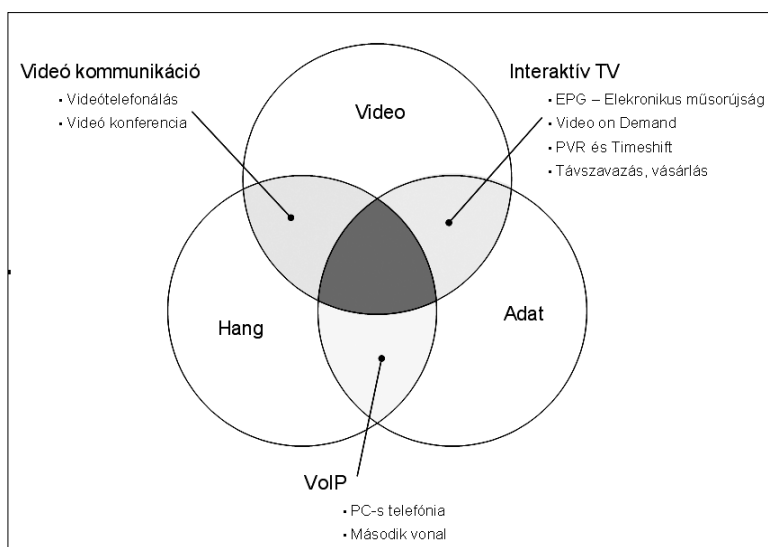 Videó kommunikáció
▪ Videótelefonálás
▪ Videó konferencia
Interaktív TV
▪ EPG – Elekronikus műsorújság
▪ Video on Demand
▪ PVR és Timeshift
▪ Távszavazás, vásárlás
Video
Hang
Adat
VoIP
▪ PC-s telefónia
▪ Második vonal